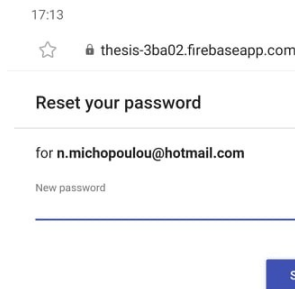 17:13
thesis-3ba02.firebaseapp.com
Reset your password
for n.michopoulou@hotmail.com
New password
S